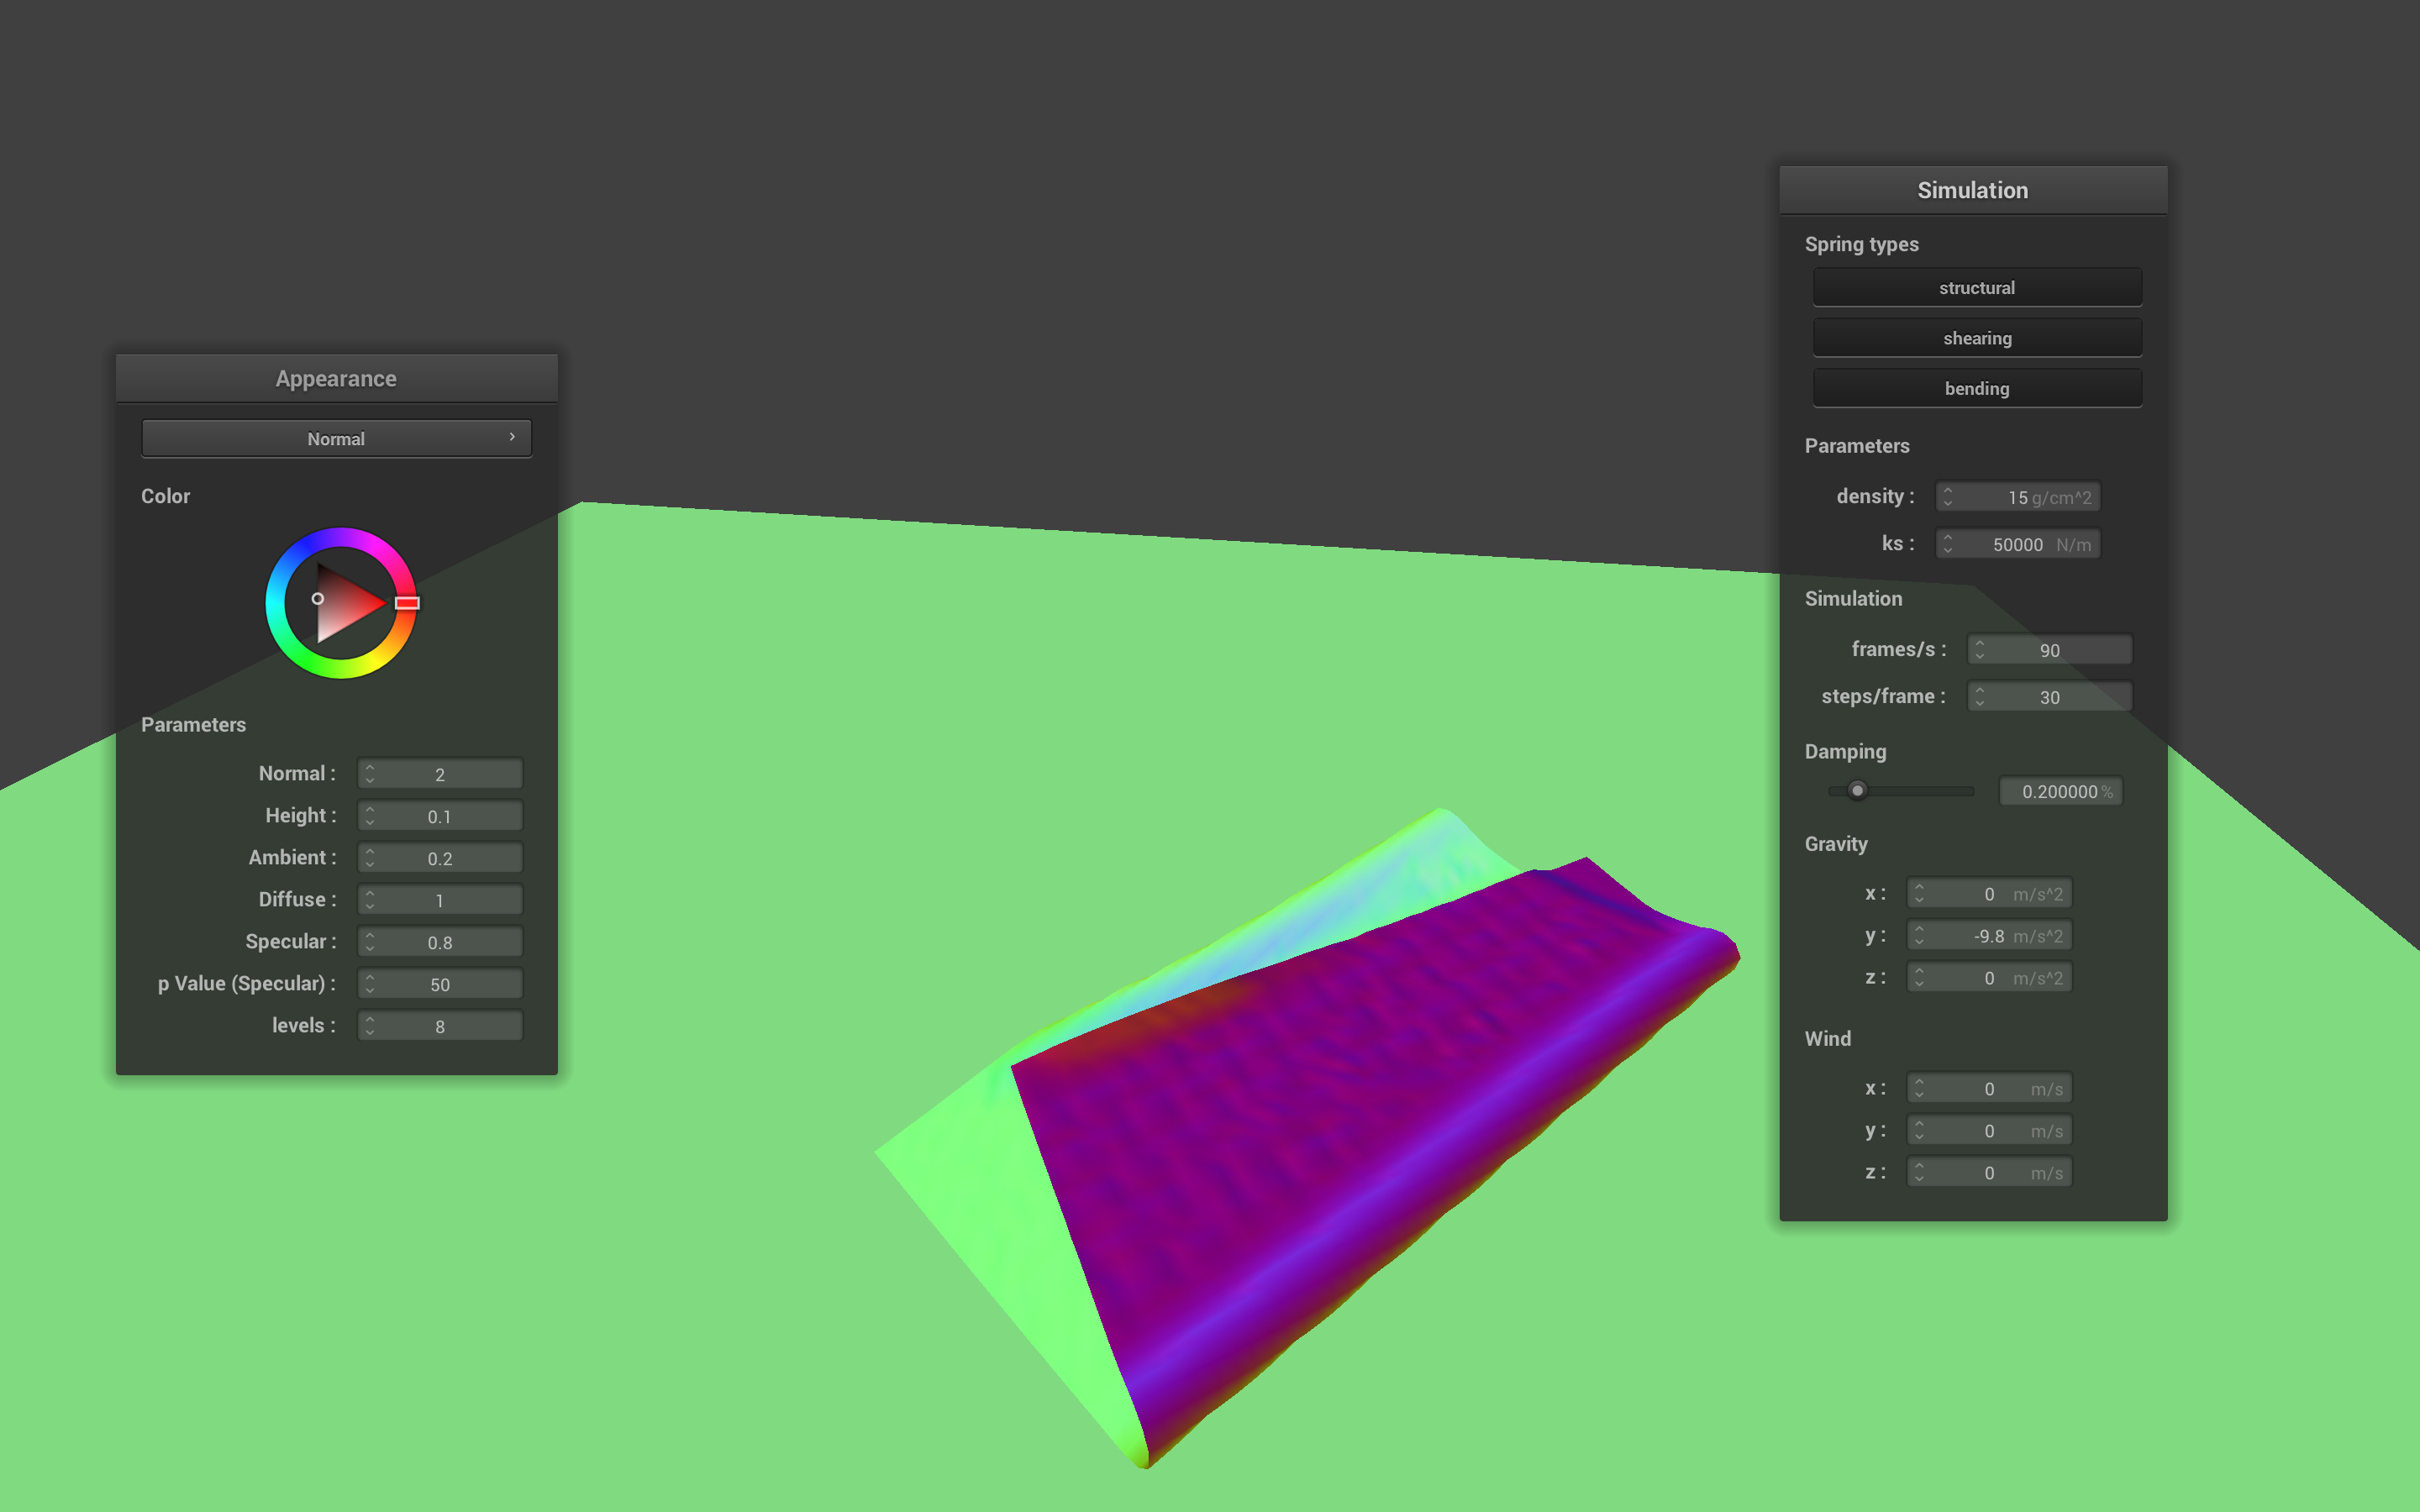 Appearance
Normal
Color
Parameters
Normal : 2
Height : 0.1
Ambient : 0.2
Diffuse : 1
Specular : 0.8
p Value (Specular) : 50
levels : 8
Simulation
Spring types
structural
shearing
bending
Parameters
density : 15 g/cm^2
ks : 50000 N/m
Simulation
frames/s : 90
steps/frame : 30
Damping
0.200000 %
Gravity
x : 0 m/s^2
y : -9.8 m/s^2
z : 0 m/s^2
Wind
x : 0 m/s
y : 0 m/s
z : 0 m/s